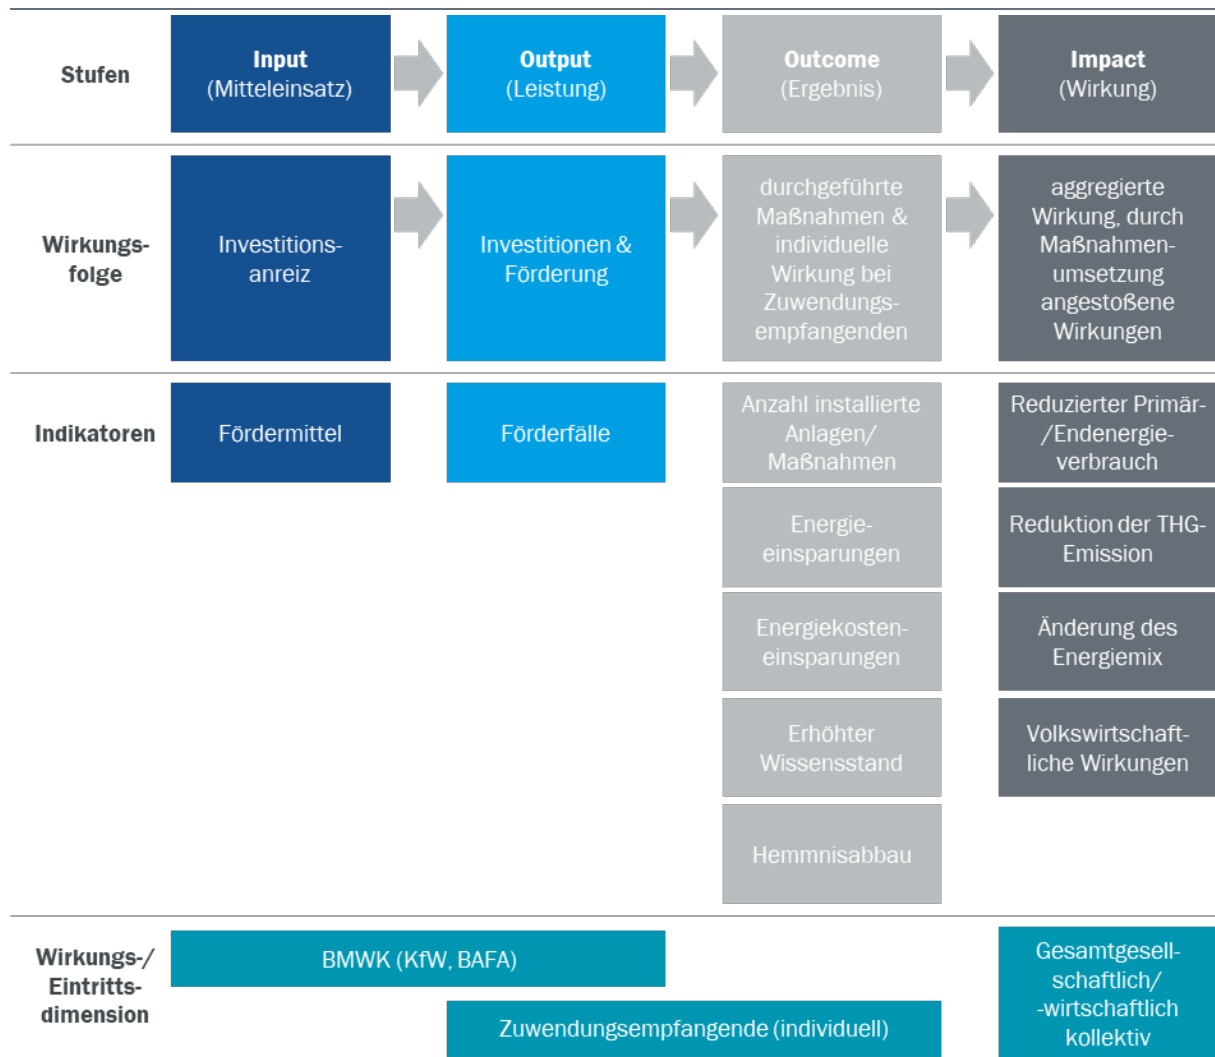 Stufen
Input
(Mitteleinsatz)
Output
(Leistung)
Outcome
(Ergebnis)
Impact
(Wirkung)
Wirkungs-
folge
Investitions-
anreiz
Investitionen &
Förderung
durchgeführte
Maßnahmen &
individuelle
Wirkung bei
Zuwendungs-
empfangenden
aggregierte
Wirkung, durch
Maßnahmen-
umsetzung
angestoßene
Wirkungen
Indikatoren
Fördermittel
Förderfälle
Anzahl installierte
Anlagen/
Maßnahmen
Reduzierter Primär-
/Endenergie-
verbrauch
Energie-
einsparungen
Reduktion der THG-
Emission
Energiekosten-
einsparungen
Änderung des
Energiemix
Erhöhter
Wissensstand
Volkswirtschaft-
liche Wirkungen
Hemmnisabbau
Wirkungs-/
Eintritts-
dimension
BMWK (KfW, BAFA)
Zuwendungsempfangende (individuell)
Gesamtgesell-
schaftlich/
-wirtschaftlich
kollektiv